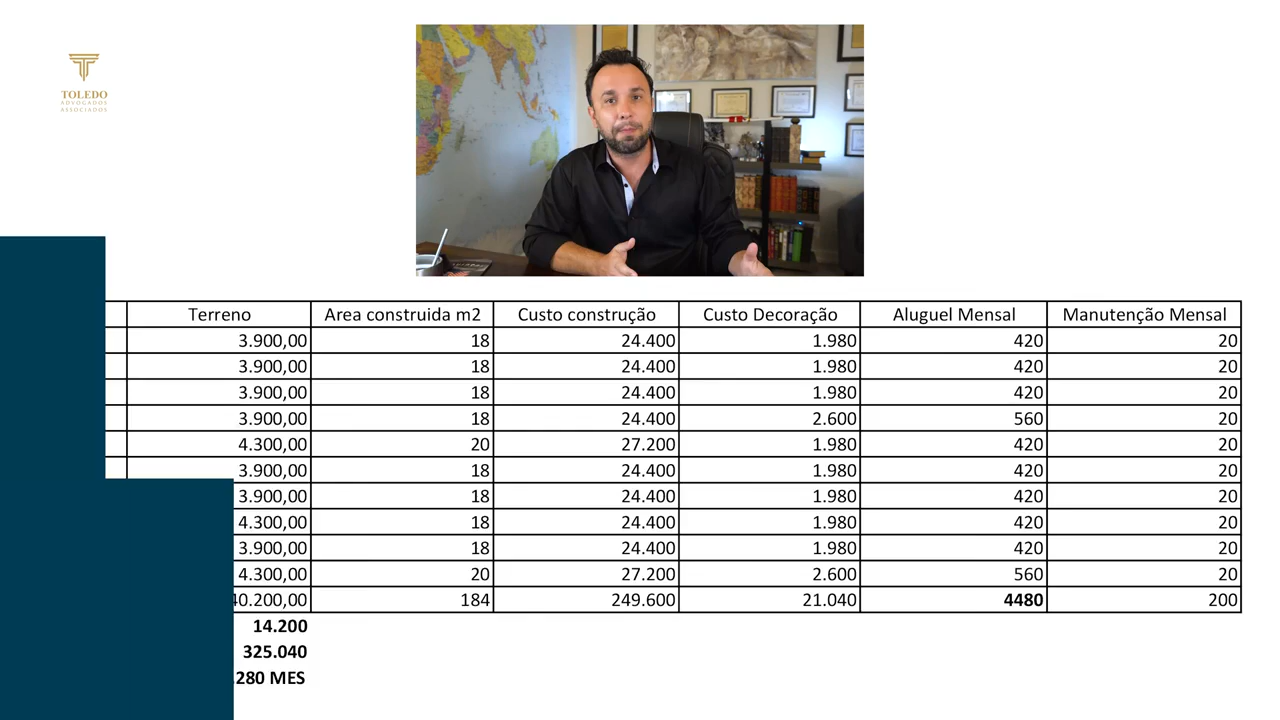 TOLEDO
ADVOGADOS
ASSOCIADOS
Terreno Area construida m2 Custo construção Custo Decoração Aluguel Mensal Manutenção Mensal
3.900,00 18 24.400 1.980 420 20
3.900,00 18 24.400 1.980 420 20
3.900,00 18 24.400 1.980 420 20
3.900,00 18 24.400 2.600 560 20
4.300,00 20 27.200 1.980 420 20
3.900,00 18 24.400 1.980 420 20
3.900,00 18 24.400 1.980 420 20
4.300,00 18 24.400 1.980 420 20
3.900,00 18 24.400 1.980 420 20
4.300,00 20 27.200 2.600 560 20
40.200,00 184 249.600 21.040 4480 200
14.200
325.040
.280 MES